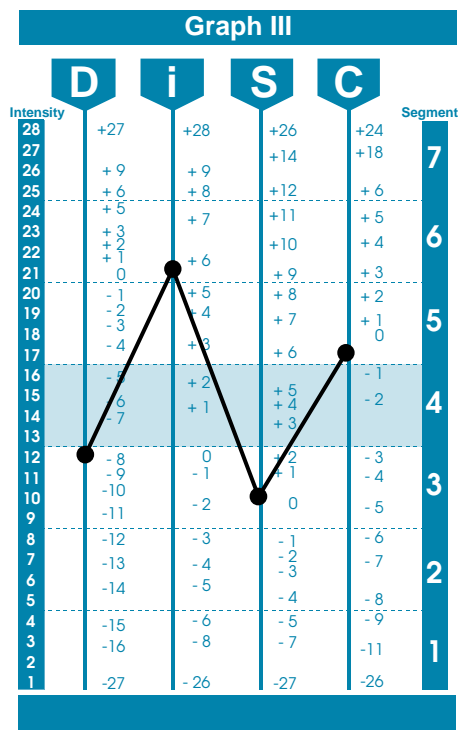 Graph III
D i S C
Intensity Segment
28 +27 +28 +26 +24
27 +14 +18 7
26 + 9 + 9
25 + 6 + 8 +12 + 6
24 + 5 + 7 +11 + 5
23 + 3 6
+ 2 +10 + 4
22 + 1 + 6
21 0 + 9 + 3
20 - 1 + 5 + 8 + 2
19 - 2 + 4 + 7 + 1 5
18 - 3 0
17 - 4 + 3 + 6
16 - 5 + 2 - 1
15 6 + 1 + 5 - 2 4
14 - 7 + 4
13 + 3
12 - 8 0 + 2 - 3
11 - 9 - 1 + 1 - 4 3
10 -10 - 2 0 - 5
9 -11
8 -12 - 3 - 1 - 6
7 -13 - 4 - 2 - 7 2
6 -14 - 5 - 3
5 - 4 - 8
4 -15 - 6 - 5 - 9
3 -16 - 8 - 7 -11 1
2
1 -27 - 26 -27 -26